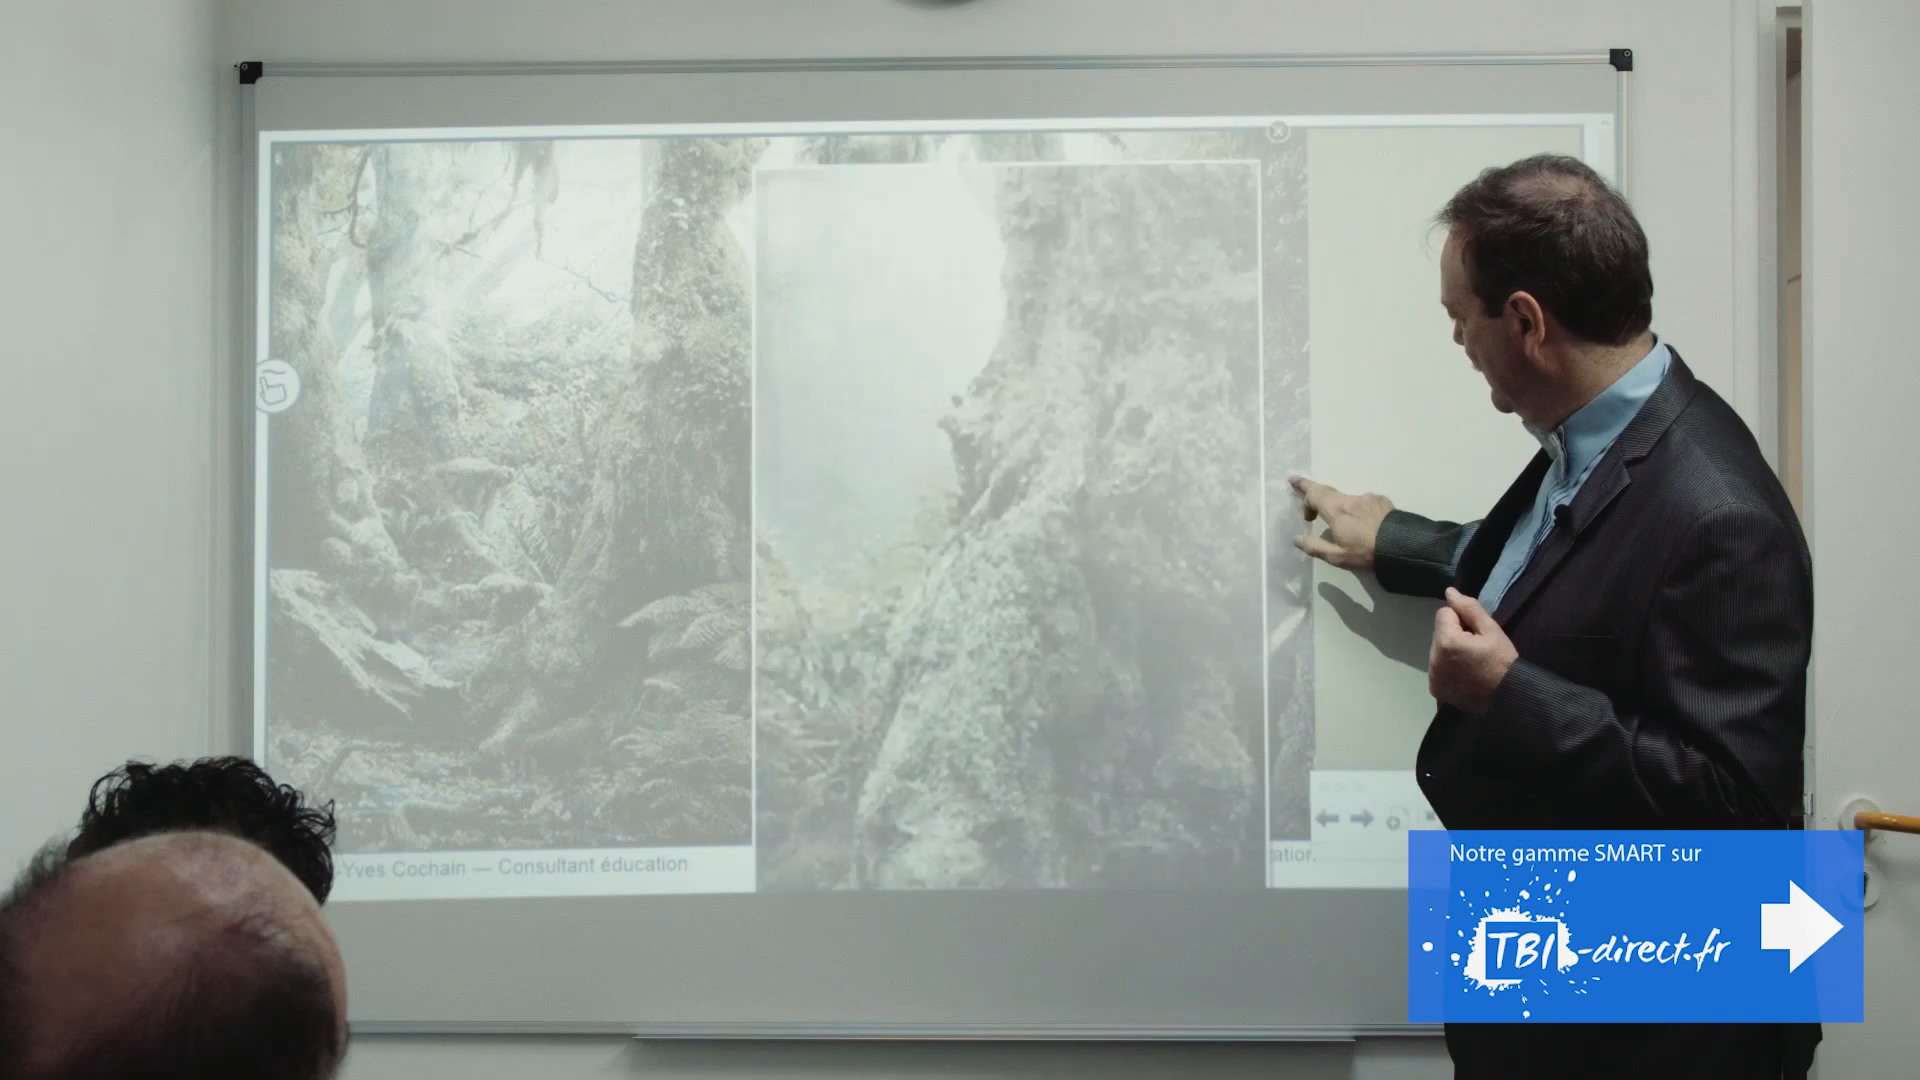 -Yves Cochain — Consultant éducation
ation.
Notre gamme SMART sur
TBI-direct.fr